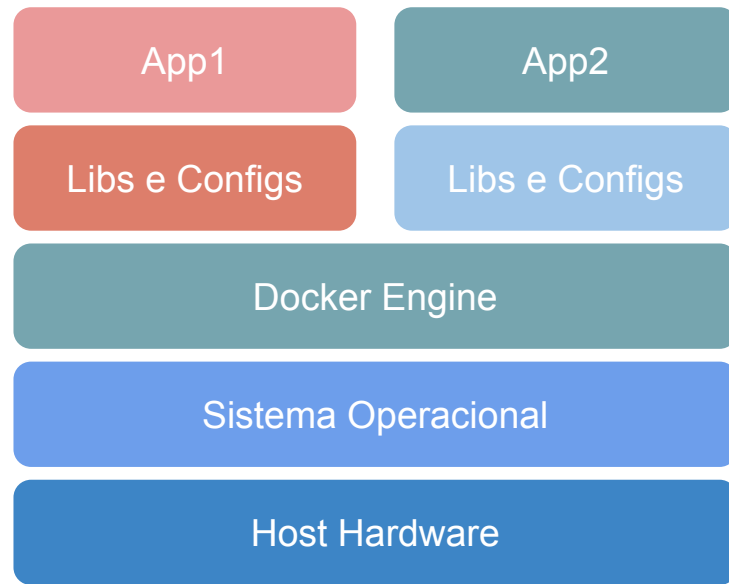 App1
App2
Libs e Configs
Libs e Configs
Docker Engine
Sistema Operacional
Host Hardware